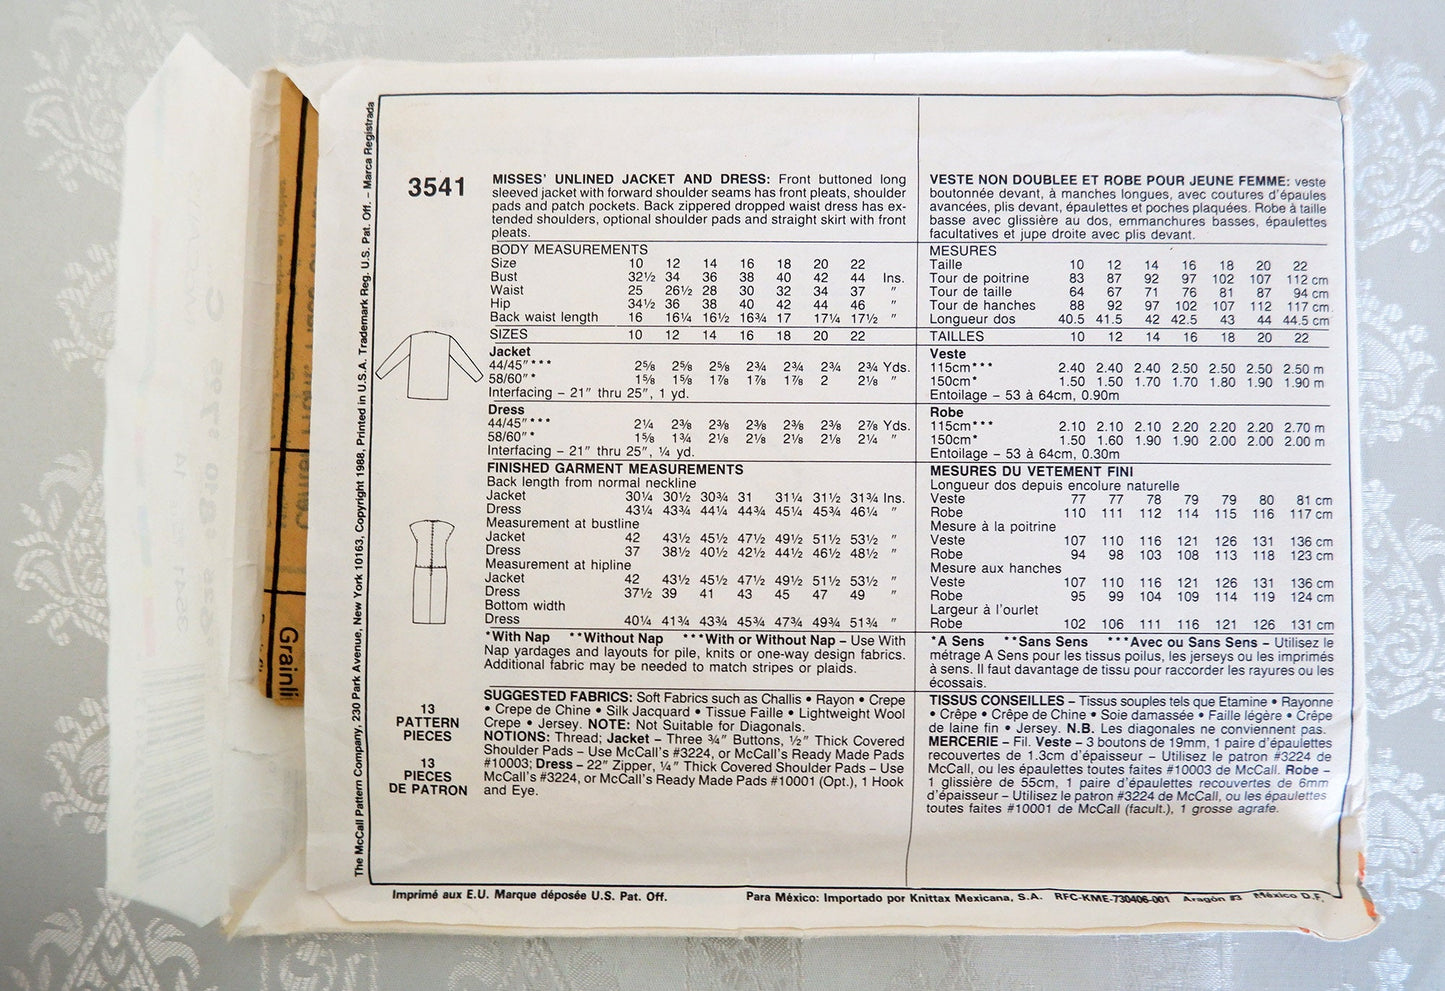 The McCall Pattern Company, 230 Park Avenue, New York 10163, Copyright 1988, Printed in U.S.A. Trademark Reg. U.S. Pat. Off. – Marca Registrada
3541
MISSES' UNLINED JACKET AND DRESS: Front buttoned long
sleeved jacket with forward shoulder seams has front pleats, shoulder
pads and patch pockets. Back zippered dropped waist dress has ex-
tended shoulders, optional shoulder pads and straight skirt with front
pleats.
BODY MEASUREMENTS
Size 10 12 14 16 18 20 22
Bust 32½ 34 36 38 40 42 44 Ins.
Waist 25 26½ 28 30 32 34 37 "
Hip 34½ 36 38 40 42 44 46 "
Back waist length 16 16¼ 16½ 16¾ 17 17¼ 17½ "
SIZES 10 12 14 16 18 20 22
Jacket
44/45"*** 2⅝ 2⅝ 2⅝ 2¾ 2¾ 2¾ 2¾ Yds.
58/60"* 1⅝ 1⅝ 1⅞ 1⅞ 1⅞ 2 2⅛ "
Interfacing – 21" thru 25", 1 yd.
Dress
44/45"*** 2¼ 2⅜ 2⅜ 2⅜ 2⅜ 2⅜ 2⅞ Yds.
58/60"* 1⅝ 1¾ 2⅛ 2⅛ 2⅛ 2⅛ 2¼ "
Interfacing – 21" thru 25", ¼ yd.
FINISHED GARMENT MEASUREMENTS
Back length from normal neckline
Jacket 30¼ 30½ 30¾ 31 31¼ 31½ 31¾ Ins.
Dress 43¼ 43¾ 44¼ 44¾ 45¼ 45¾ 46¼ "
Measurement at bustline
Jacket 42 43½ 45½ 47½ 49½ 51½ 53½ "
Dress 37 38½ 40½ 42½ 44½ 46½ 48½ "
Measurement at hipline
Jacket 42 43½ 45½ 47½ 49½ 51½ 53½ "
Dress 37½ 39 41 43 45 47 49 "
Bottom width
Dress 40¼ 41¾ 43¾ 45¾ 47¾ 49¾ 51¾ "
*With Nap **Without Nap ***With or Without Nap – Use With
Nap yardages and layouts for pile, knits or one-way design fabrics.
Additional fabric may be needed to match stripes or plaids.
13
PATTERN
PIECES
13
PIECES
DE PATRON
SUGGESTED FABRICS: Soft Fabrics such as Challis • Rayon • Crepe
• Crepe de Chine • Silk Jacquard • Tissue Faille • Lightweight Wool
Crepe • Jersey. NOTE: Not Suitable for Diagonals.
NOTIONS: Thread; Jacket – Three ¾" Buttons, ½" Thick Covered
Shoulder Pads – Use McCall's #3224, or McCall's Ready Made Pads
#10003; Dress – 22" Zipper, ¼" Thick Covered Shoulder Pads – Use
McCall's #3224, or McCall's Ready Made Pads #10001 (Opt.), 1 Hook
and Eye.
VESTE NON DOUBLEE ET ROBE POUR JEUNE FEMME: veste
boutonnée devant, à manches longues, avec coutures d'épaules
avancées, plis devant, épaulettes et poches plaquées. Robe à taille
basse avec glissière au dos, emmanchures basses, épaulettes
facultatives et jupe droite avec plis devant.
MESURES
Taille 10 12 14 16 18 20 22
Tour de poitrine 83 87 92 97 102 107 112 cm
Tour de taille 64 67 71 76 81 87 94 cm
Tour de hanches 88 92 97 102 107 112 117 cm
Longueur dos 40.5 41.5 42 42.5 43 44 44.5 cm
TAILLES 10 12 14 16 18 20 22
Veste
115cm*** 2.40 2.40 2.40 2.50 2.50 2.50 2.50 m
150cm* 1.50 1.50 1.70 1.70 1.80 1.90 1.90 m
Entoilage – 53 à 64cm, 0.90m
Robe
115cm*** 2.10 2.10 2.10 2.20 2.20 2.20 2.70 m
150cm* 1.50 1.60 1.90 1.90 2.00 2.00 2.00 m
Entoilage – 53 à 64cm, 0.30m
MESURES DU VETEMENT FINI
Longueur dos depuis encolure naturelle
Veste 77 77 78 79 79 80 81 cm
Robe 110 111 112 114 115 116 117 cm
Mesure à la poitrine
Veste 107 110 116 121 126 131 136 cm
Robe 94 98 103 108 113 118 123 cm
Mesure aux hanches
Veste 107 110 116 121 126 131 136 cm
Robe 95 99 104 109 114 119 124 cm
Largeur à l'ourlet
Robe 102 106 111 116 121 126 131 cm
*A Sens **Sans Sens ***Avec ou Sans Sens – Utilisez le
métrage A Sens pour les tissus poilus, les jerseys ou les imprimés
à sens. Il faut davantage de tissu pour raccorder les rayures ou les
écossais.
TISSUS CONSEILLES – Tissus souples tels que Etamine • Rayonne
• Crêpe • Crêpe de Chine • Soie damassée • Faille légère • Crêpe
de laine fin • Jersey. N.B. Les diagonales ne conviennent pas.
MERCERIE – Fil. Veste – 3 boutons de 19mm, 1 paire d'épaulettes
recouvertes de 1.3cm d'épaisseur – Utilisez le patron #3224 de
McCall, ou les épaulettes toutes faites #10003 de McCall. Robe –
1 glissière de 55cm, 1 paire d'épaulettes recouvertes de 6mm
d'épaisseur – Utilisez le patron #3224 de McCall, ou les épaulettes
toutes faites #10001 de McCall (facult.), 1 grosse agrafe.
Imprimé aux E.U. Marque déposée U.S. Pat. Off.
Para México: Importado por Knittax Mexicana, S.A. RFC-KME-730406-001 Aragón #3 México D.F.
Grainli